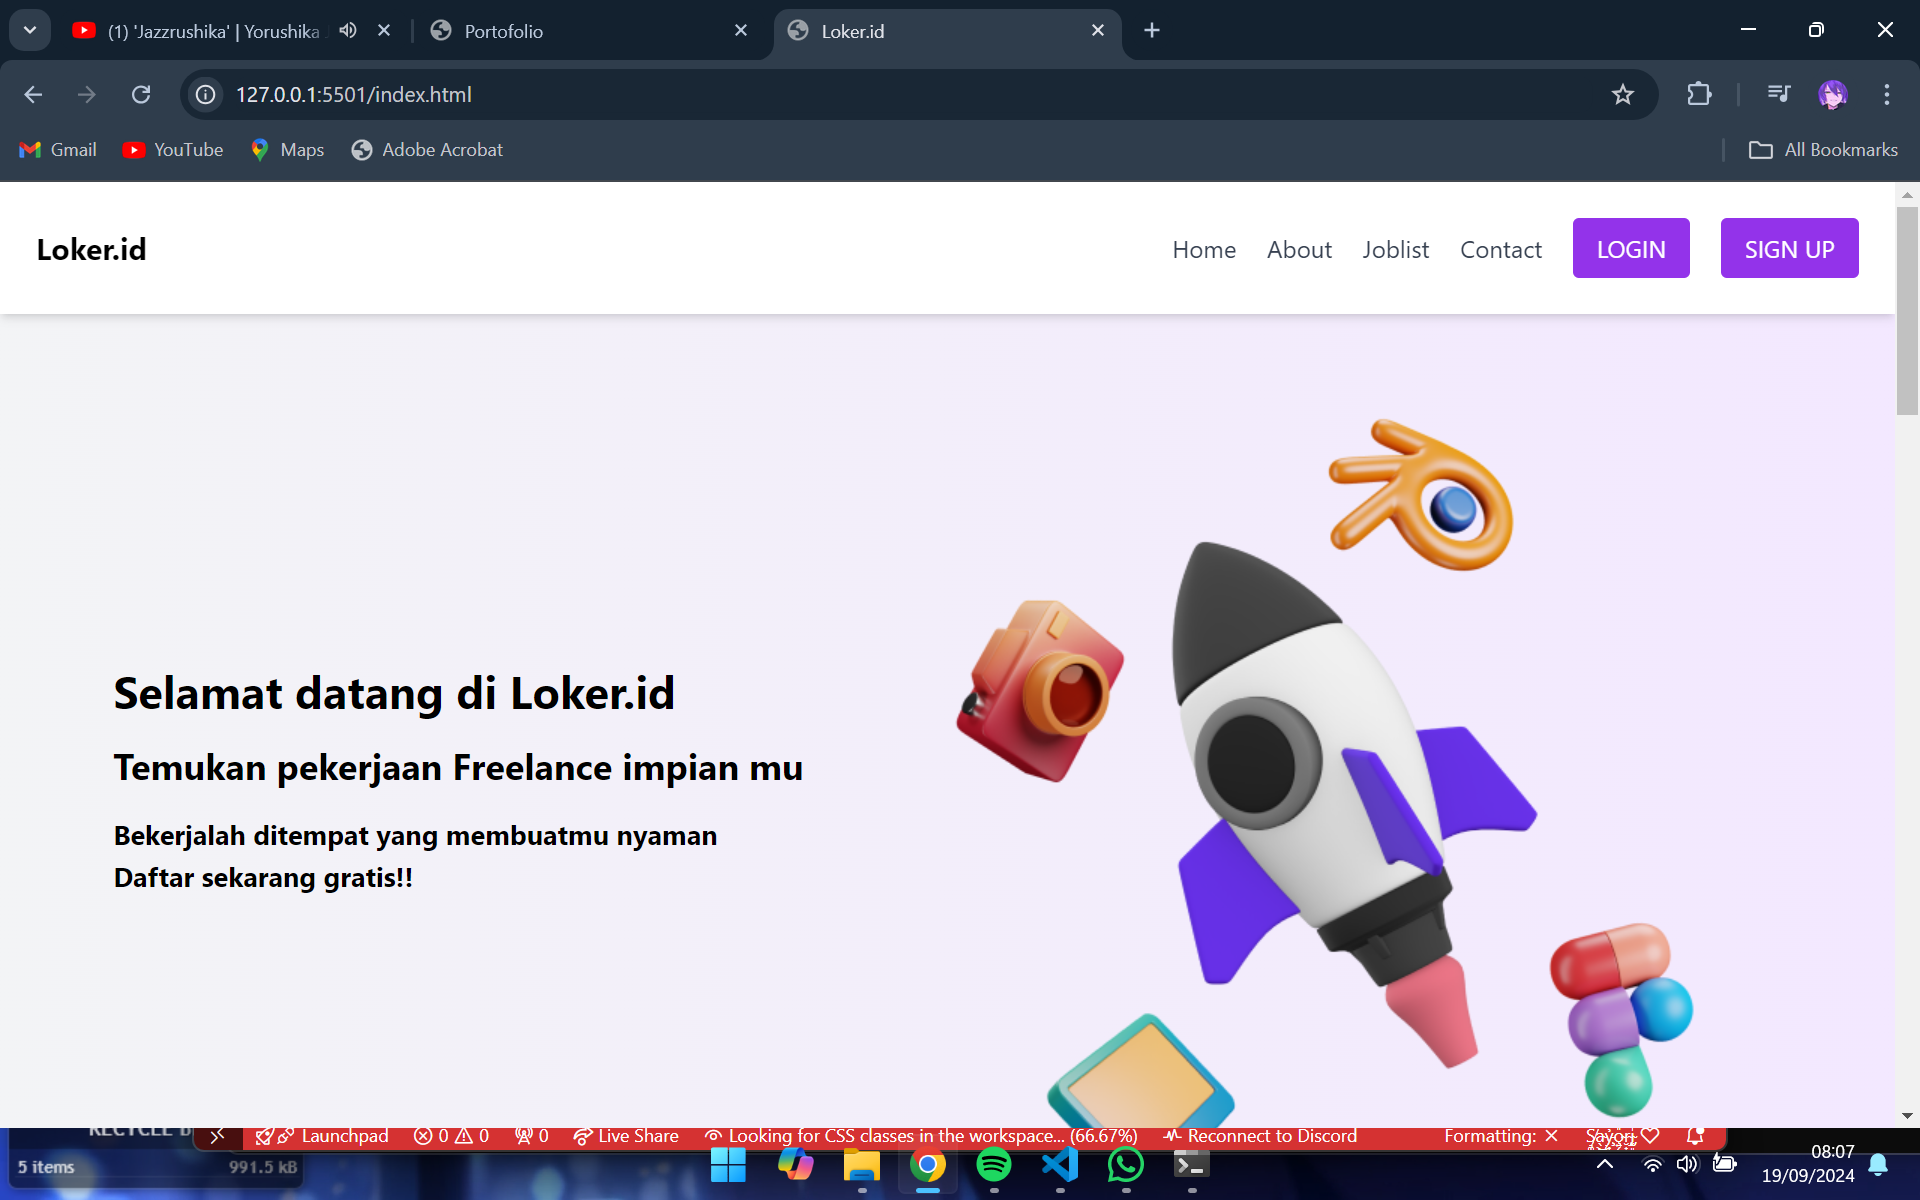 (1) 'Jazzrushika' | Yorushika
Portofolio
Loker.id
127.0.0.1:5501/index.html
Gmail
YouTube
Maps
Adobe Acrobat
All Bookmarks
Loker.id
Home
About
Joblist
Contact
LOGIN
SIGN UP
Selamat datang di Loker.id
Temukan pekerjaan Freelance impian mu
Bekerjalah ditempat yang membuatmu nyaman
Daftar sekarang gratis!!
Launchpad
0
0
0
Live Share
Looking for CSS classes in the workspace... (66.67%)
Reconnect to Discord
Formatting:
5 items
991.5 kB
08:07
19/09/2024